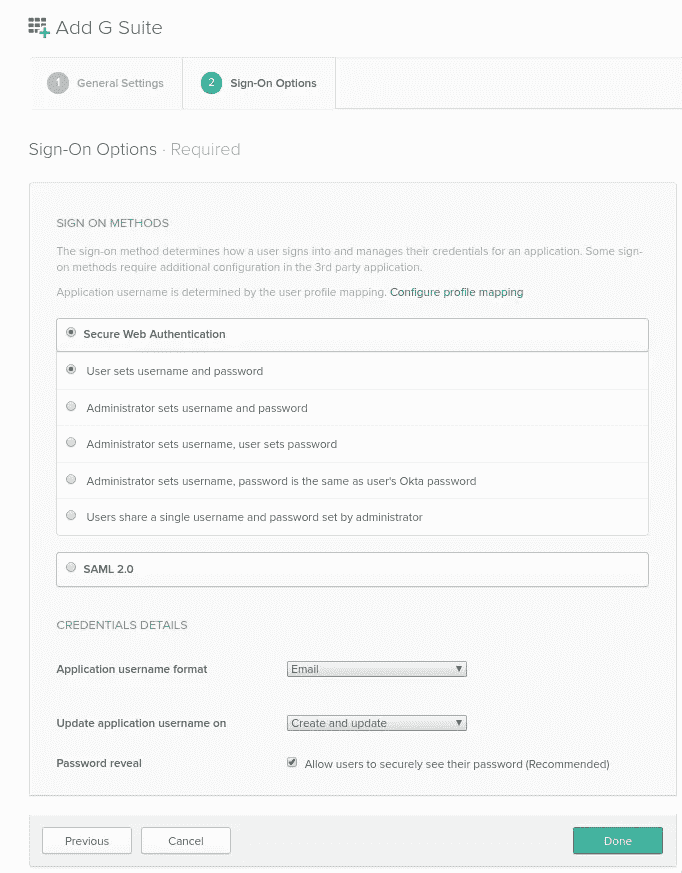 Add G Suite
1 General Settings 2 Sign-On Options
Sign-On Options · Required
SIGN ON METHODS
The sign-on method determines how a user signs into and manages their credentials for an application. Some sign-
on methods require additional configuration in the 3rd party application.
Application username is determined by the user profile mapping. Configure profile mapping
Secure Web Authentication
User sets username and password
Administrator sets username and password
Administrator sets username, user sets password
Administrator sets username, password is the same as user's Okta password
Users share a single username and password set by administrator
SAML 2.0
CREDENTIALS DETAILS
Application username format Email
Update application username on Create and update
Password reveal Allow users to securely see their password (Recommended)
Previous Cancel Done